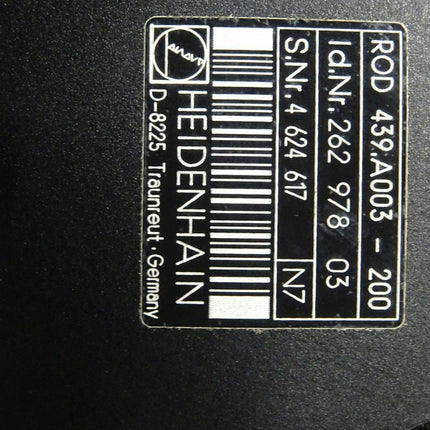 ROD 439.A003 - 200
Id.Nr. 262 978 03
S.Nr. 4 624 617 N7
HEIDENHAIN
D-8225 Traunreut · Germany